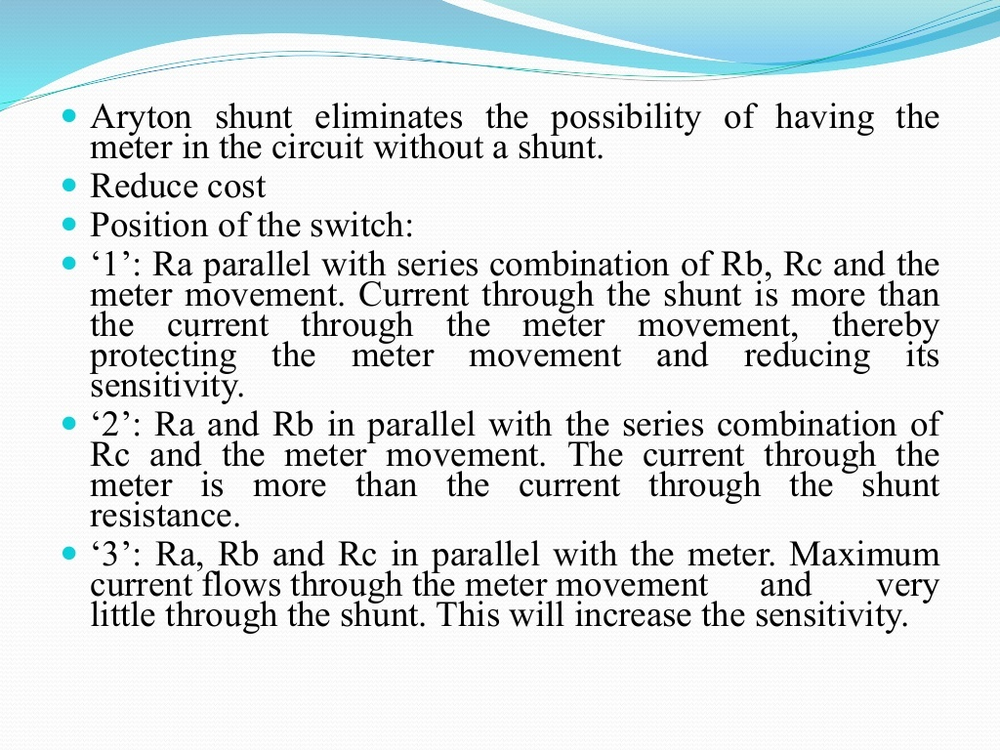 Aryton shunt eliminates the possibility of having the
meter in the circuit without a shunt.
Reduce cost
Position of the switch:
‘1’: Ra parallel with series combination of Rb, Rc and the
meter movement. Current through the shunt is more than
the current through the meter movement, thereby
protecting the meter movement and reducing its
sensitivity.
‘2’: Ra and Rb in parallel with the series combination of
Rc and the meter movement. The current through the
meter is more than the current through the shunt
resistance.
‘3’: Ra, Rb and Rc in parallel with the meter. Maximum
current flows through the meter movement and very
little through the shunt. This will increase the sensitivity.